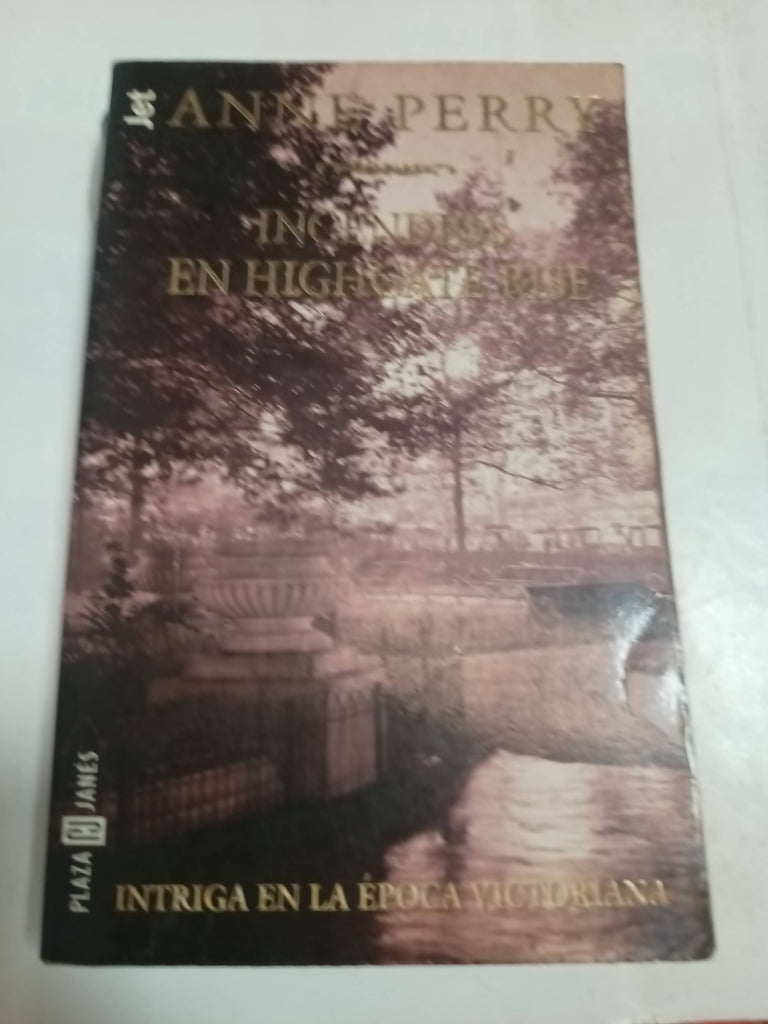 Jet
ANNE PERRY
INCENDIOS
EN HIGHGATE RISE
PLAZA JANÉS
INTRIGA EN LA ÉPOCA VICTORIANA